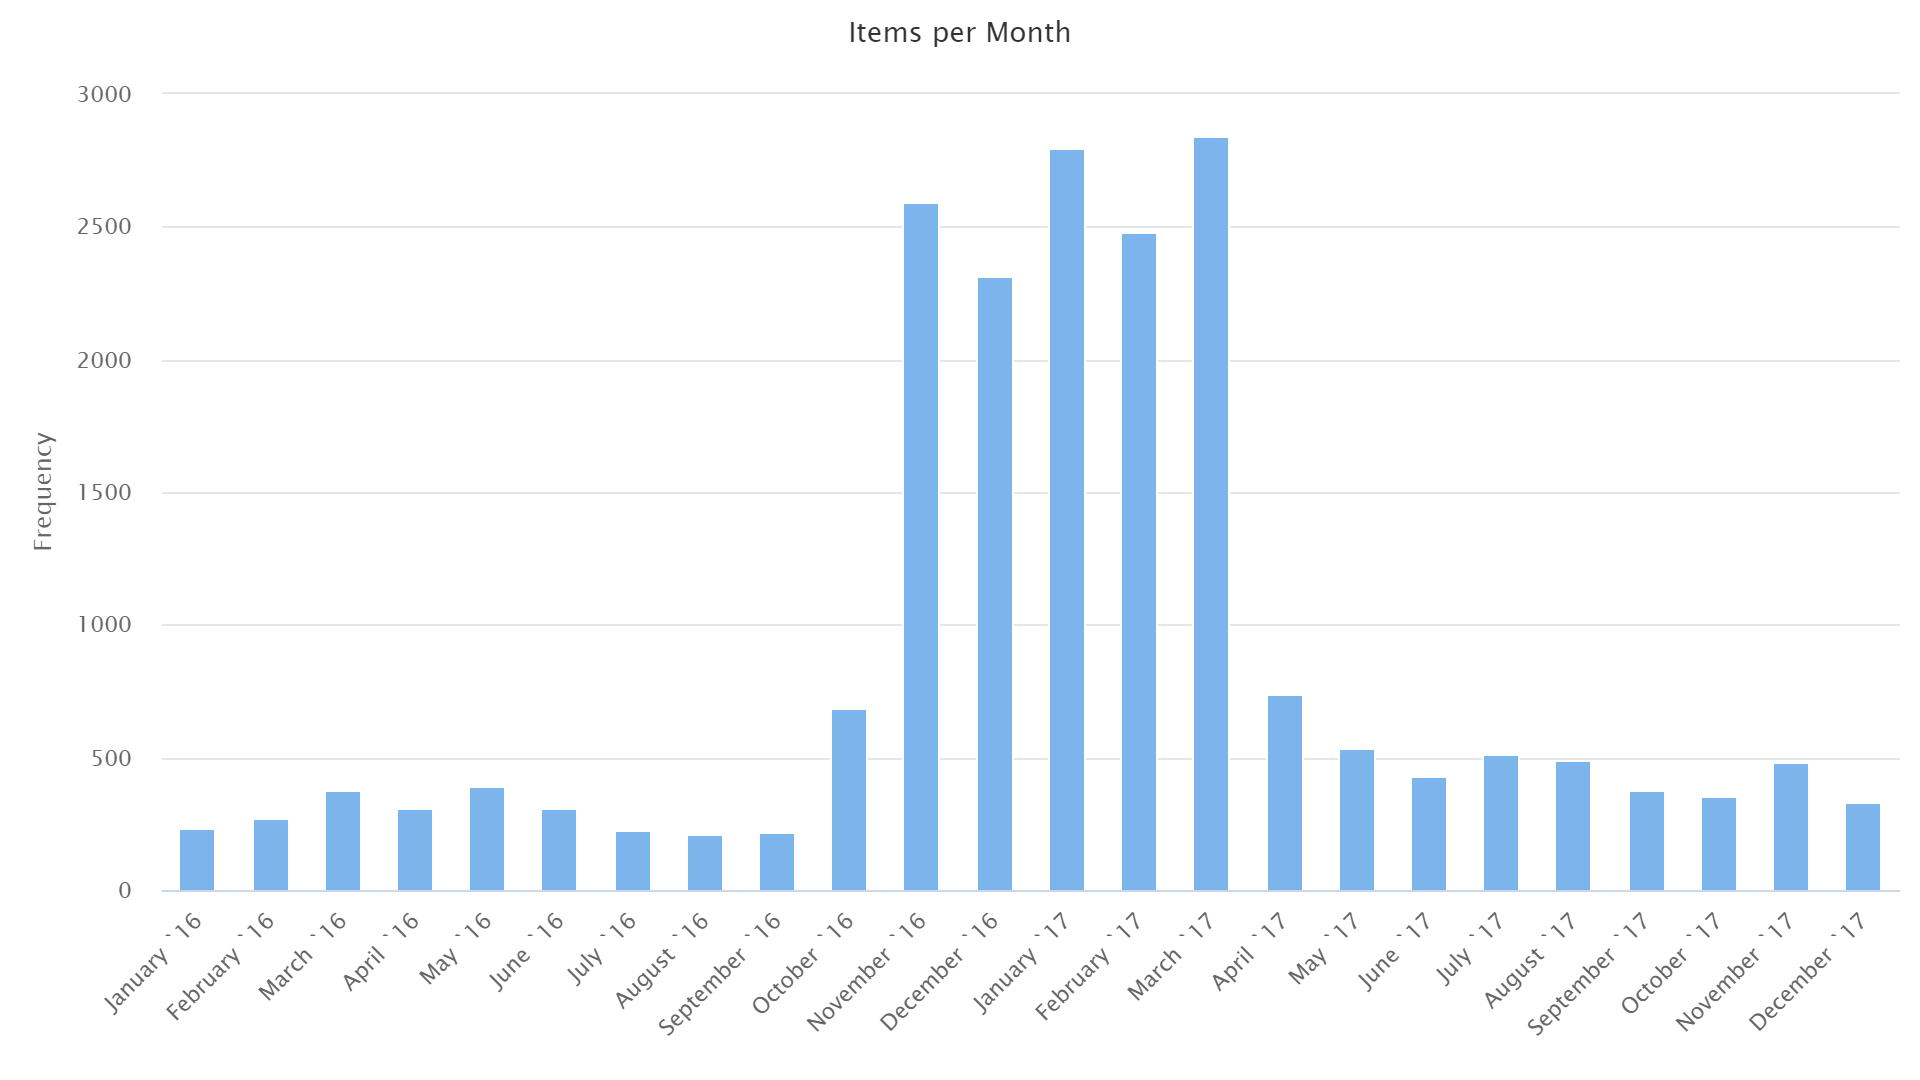 Items per Month
3000
2500
2000
1500
1000
500
0
Frequency
January `16
February `16
March `16
April `16
May `16
June `16
July `16
August `16
September `16
October `16
November `16
December `16
January `17
February `17
March `17
April `17
May `17
June `17
July `17
August `17
September `17
October `17
November `17
December `17